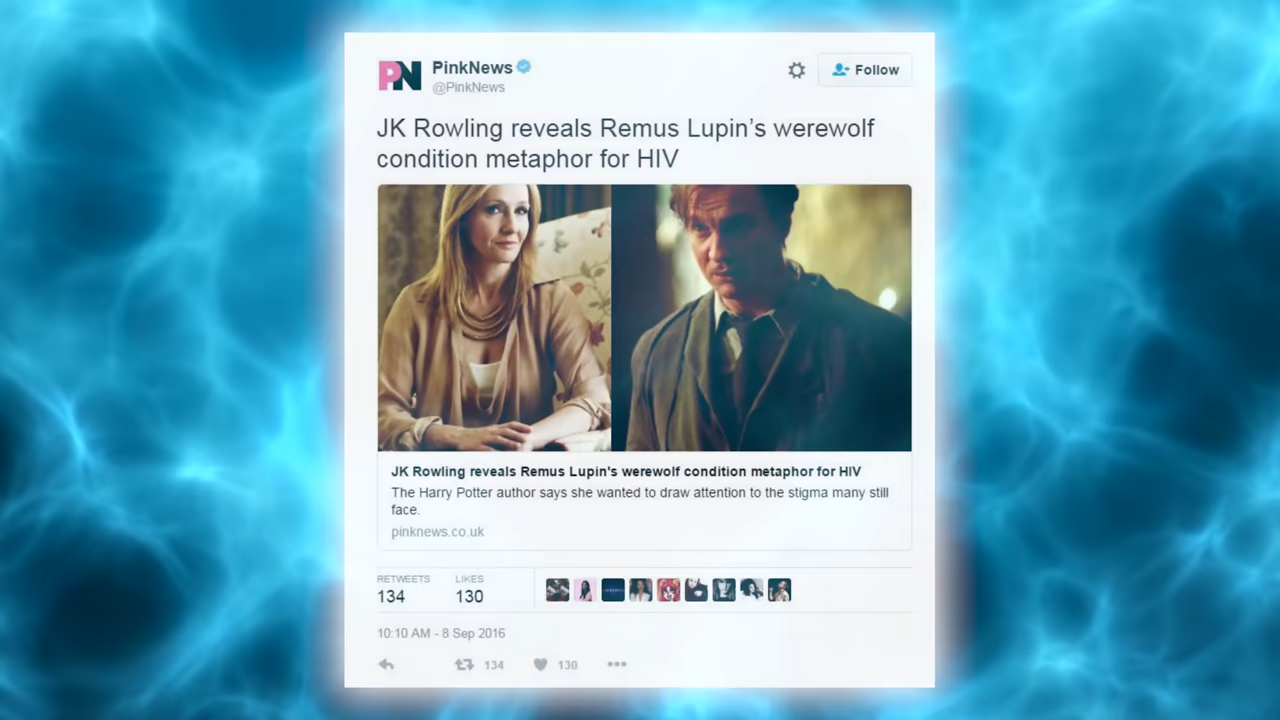 PN PinkNews
@PinkNews
Follow
JK Rowling reveals Remus Lupin’s werewolf
condition metaphor for HIV
JK Rowling reveals Remus Lupin's werewolf condition metaphor for HIV
The Harry Potter author says she wanted to draw attention to the stigma many still
face.
pinknews.co.uk
RETWEETS LIKES
134 130
10:10 AM - 8 Sep 2016
134 130